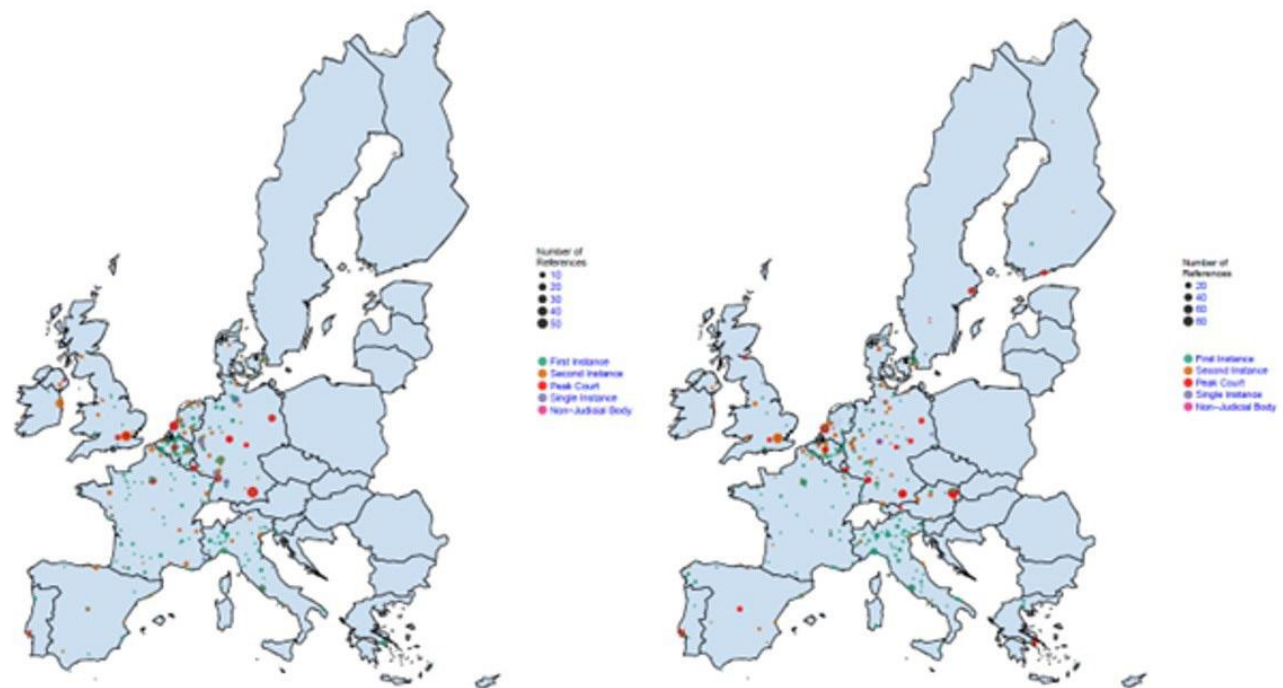 Number of
References
10
20
30
40
50
First Instance
Second Instance
Peak Court
Single Instance
Non-Judicial Body
Number of
References
20
40
60
80
First Instance
Second Instance
Peak Court
Single Instance
Non-Judicial Body